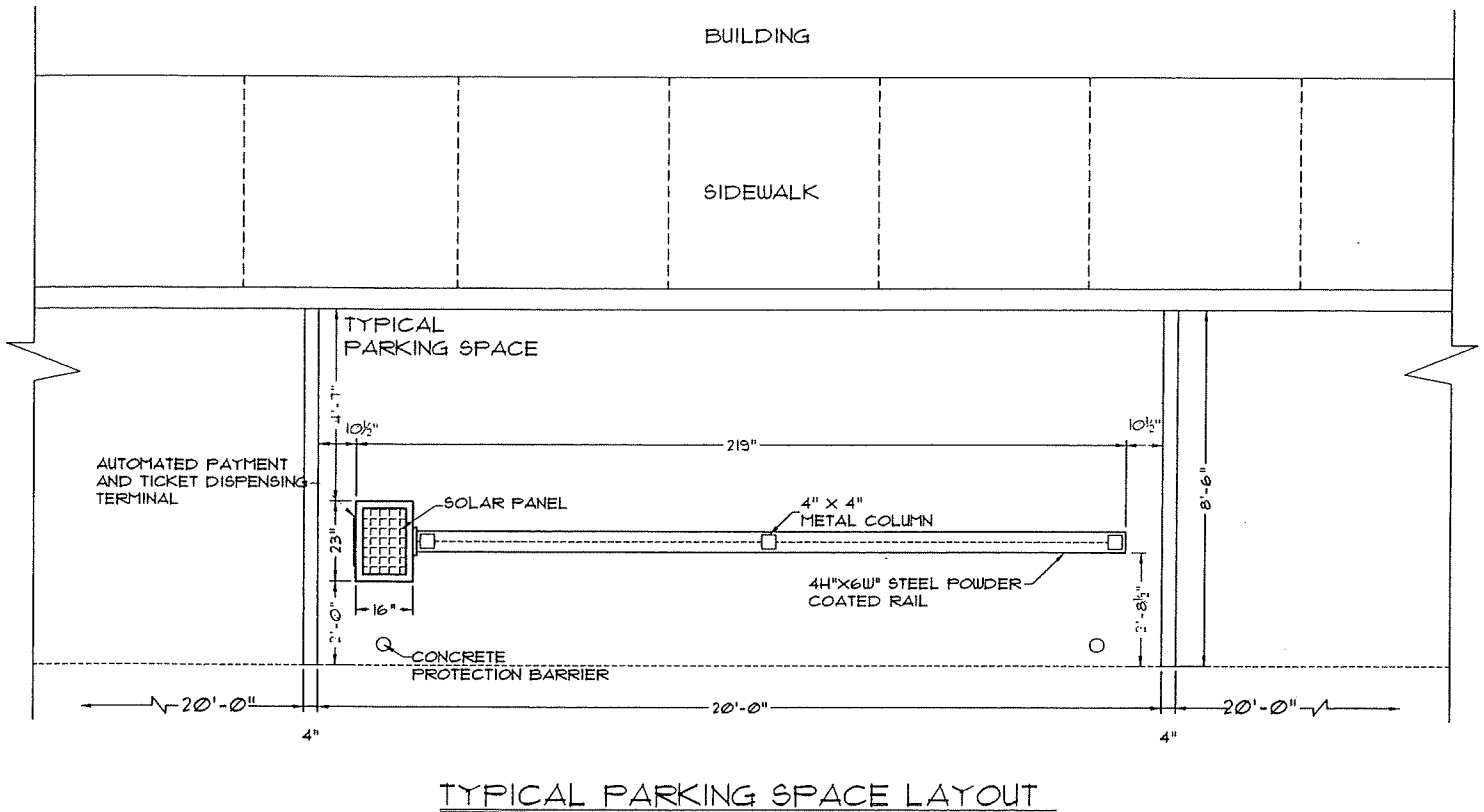 BUILDING
SIDEWALK
TYPICAL
PARKING SPACE
10½"
219"
10½"
AUTOMATED PAYMENT
AND TICKET DISPENSING
TERMINAL
SOLAR PANEL
4" X 4"
METAL COLUMN
8'-6"
23"
16"
2'-0"
4H"X6W" STEEL POWDER
COATED RAIL
2'-8½"
CONCRETE
PROTECTION BARRIER
20'-0"
20'-0"
20'-0"
4"
4"
TYPICAL PARKING SPACE LAYOUT